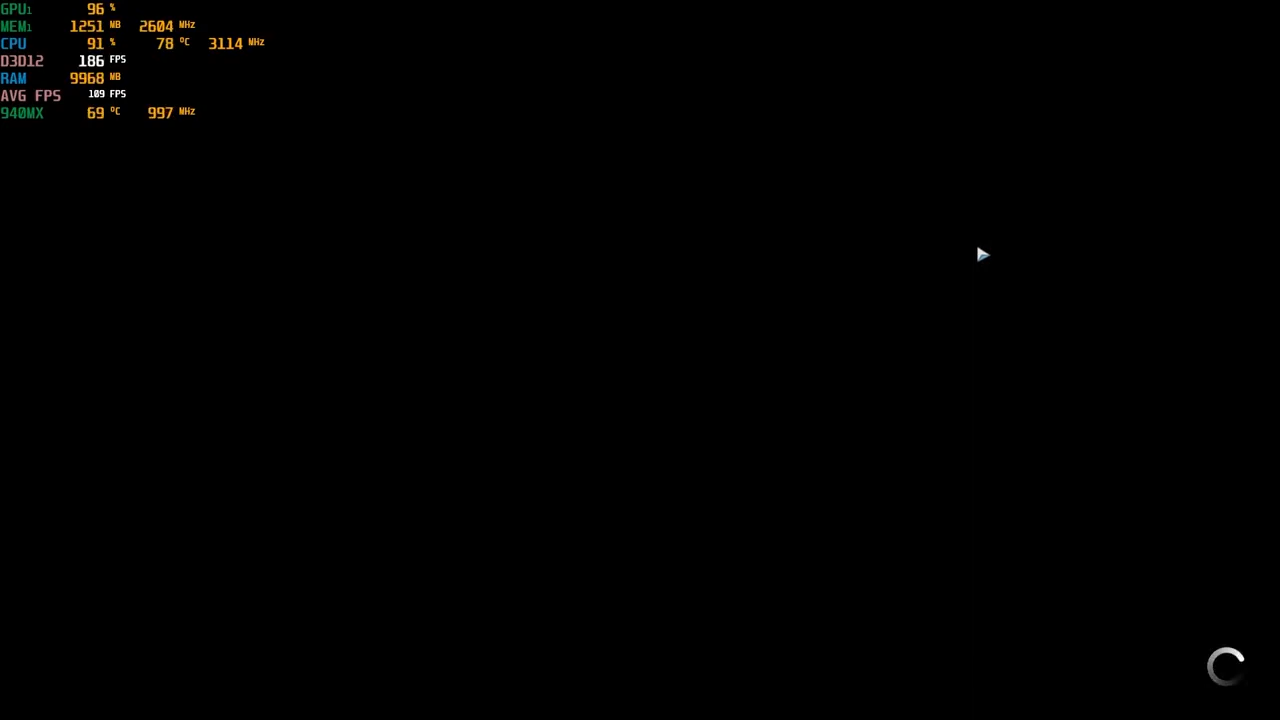 GPU1 96 %
MEM1 1251 MB 2604 MHz
CPU 91 % 78 °C 3114 MHz
D3D12 186 FPS
RAM 9968 MB
AVG FPS 109 FPS
940MX 69 °C 997 MHz